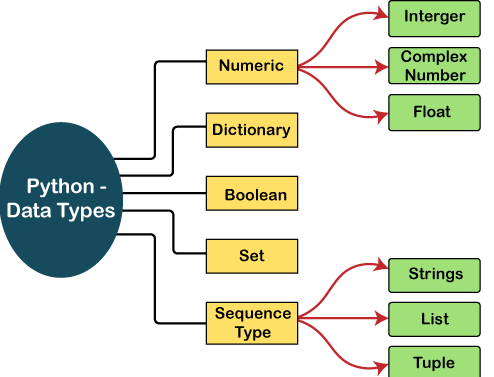 Python -
Data Types
Numeric
Dictionary
Boolean
Set
Sequence
Type
Interger
Complex
Number
Float
Strings
List
Tuple